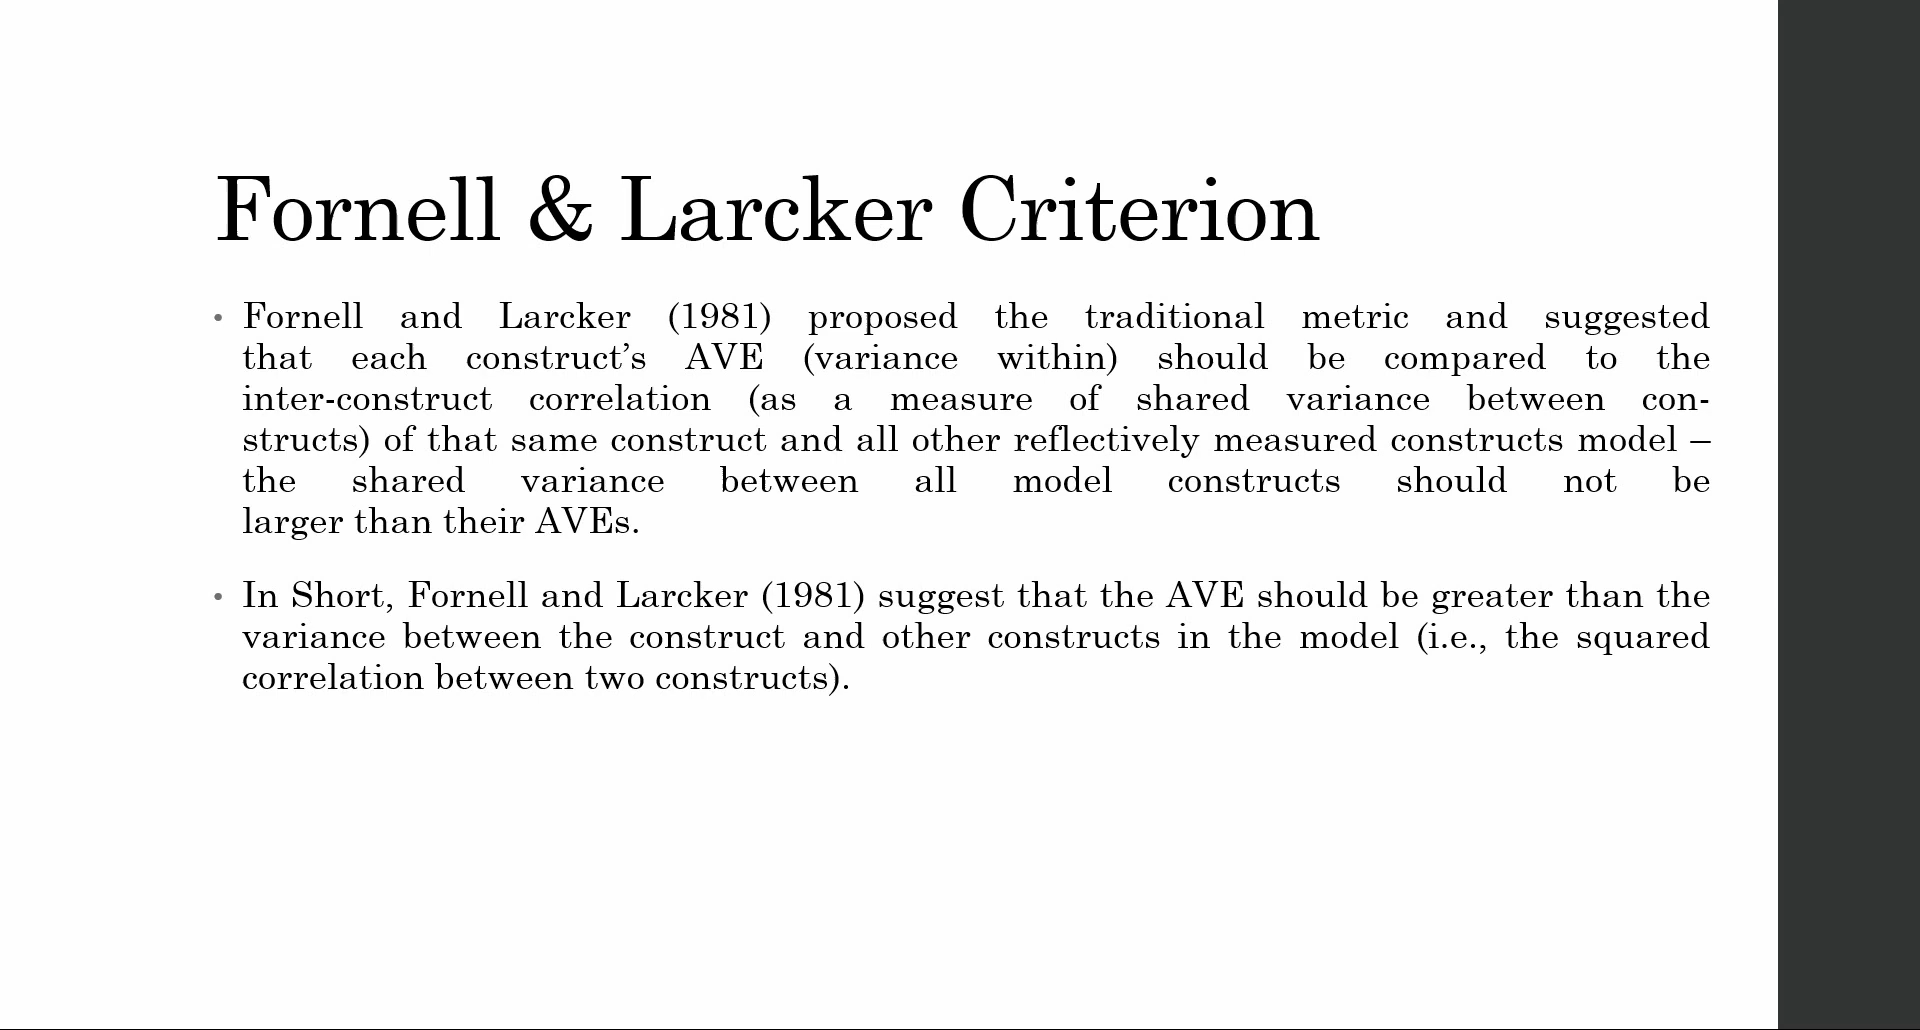 Fornell & Larcker Criterion
• Fornell and Larcker (1981) proposed the traditional metric and suggested
that each construct’s AVE (variance within) should be compared to the
inter-construct correlation (as a measure of shared variance between con-
structs) of that same construct and all other reflectively measured constructs model –
the shared variance between all model constructs should not be
larger than their AVEs.
• In Short, Fornell and Larcker (1981) suggest that the AVE should be greater than the
variance between the construct and other constructs in the model (i.e., the squared
correlation between two constructs).